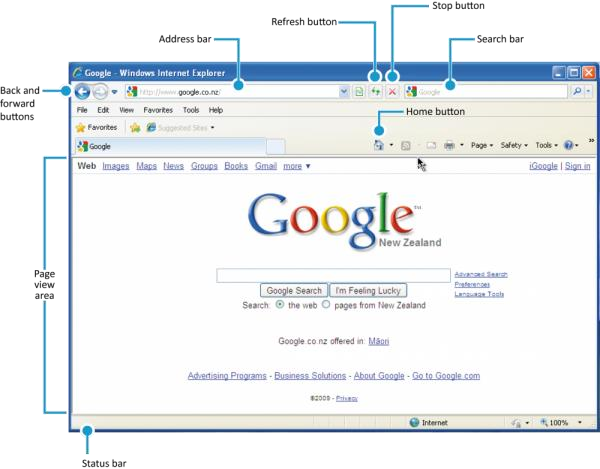 Stop button
Refresh button
Address bar
Search bar
Google - Windows Internet Explorer
Back and
forward
buttons
http://www.google.co.nz/
Google
File Edit View Favorites Tools Help
Home button
Favorites Suggested Sites
Google
Page Safety Tools
Web Images Maps News Groups Books Gmail more
iGoogle | Sign in
Google™
New Zealand
Page
view
area
Advanced Search
Preferences
Language Tools
Google Search I'm Feeling Lucky
Search: the web pages from New Zealand
Google.co.nz offered in: Māori
Advertising Programs - Business Solutions - About Google - Go to Google.com
©2009 - Privacy
Internet 100%
Status bar